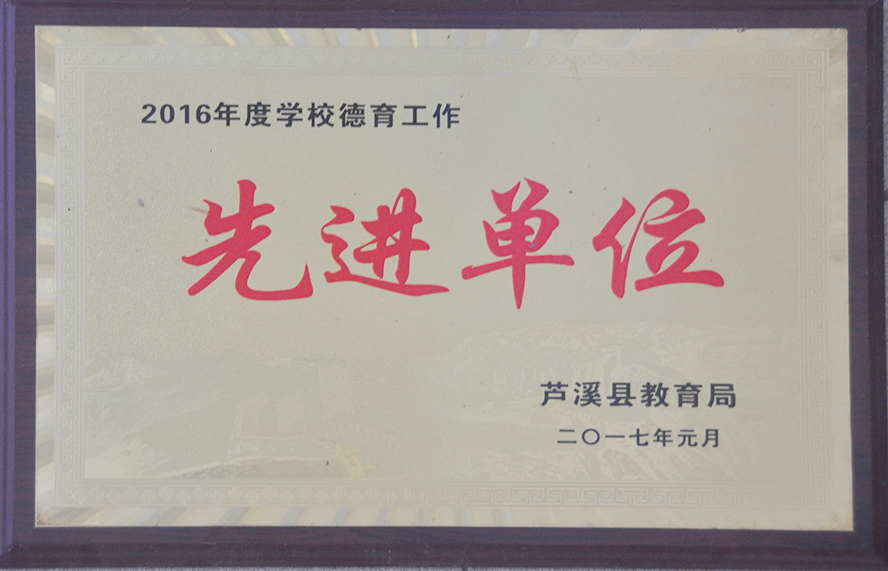 2016年度学校德育工作
先进单位
芦溪县教育局
二〇一七年元月